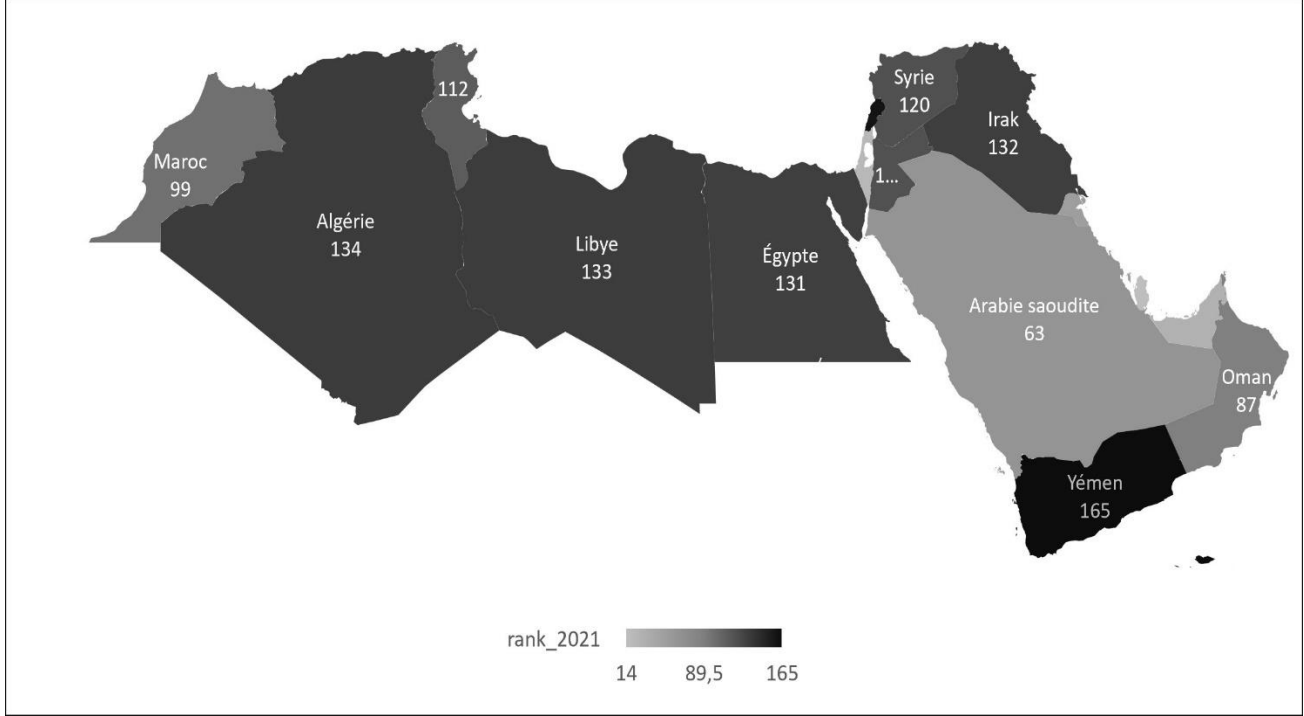 Syrie
120
112
Irak
132
Maroc
99
1...
Algérie
134
Libye
133
Égypte
131
Arabie saoudite
63
Oman
87
Yémen
165
rank_2021
14 89,5 165